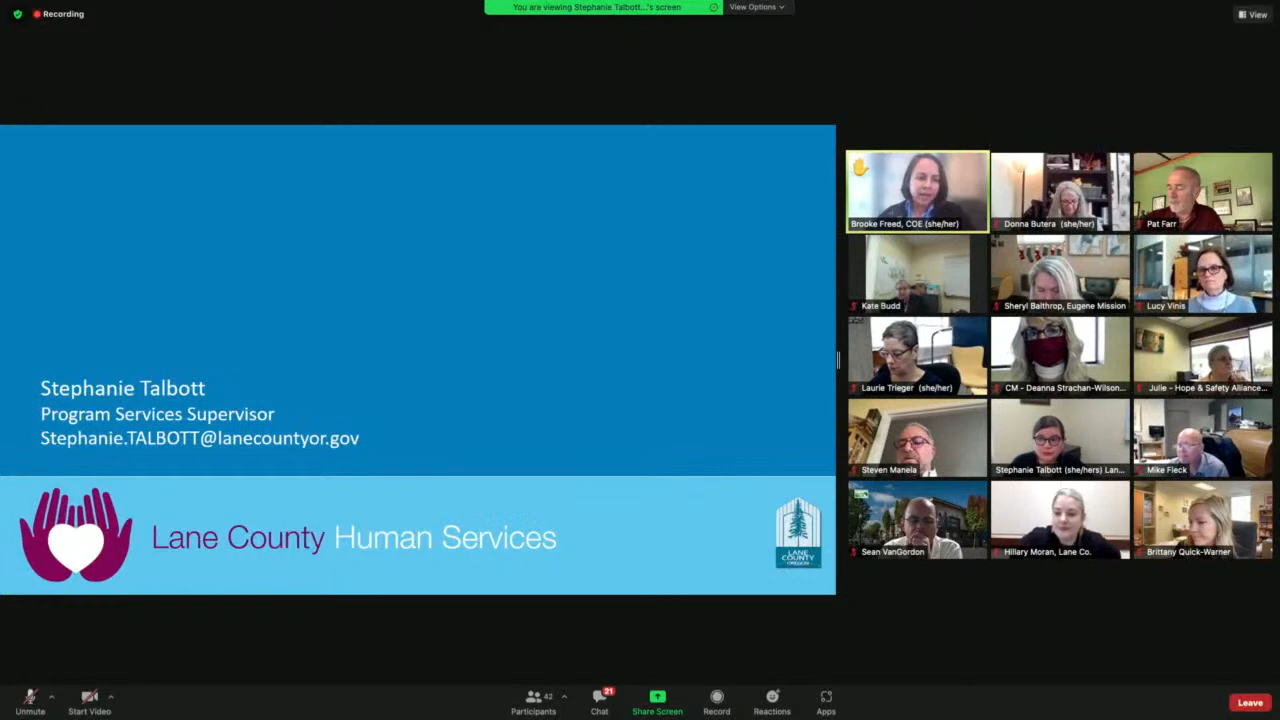 Recording
You are viewing Stephanie Talbott...'s screen
View Options
View
Stephanie Talbott
Program Services Supervisor
Stephanie.TALBOTT@lanecountyor.gov
Lane County Human Services
LANE
COUNTY
OREGON
Brooke Freed, COE (she/her)
Donna Butera (she/her)
Pat Farr
Kate Budd
Sheryl Balthrop, Eugene Mission
Lucy Vinis
Laurie Trieger (she/her)
CM - Deanna Strachan-Wilson...
Julie - Hope & Safety Alliance...
Steven Manela
Stephanie Talbott (she/hers) Lan...
Mike Fleck
Sean VanGordon
Hillary Moran, Lane Co.
Brittany Quick-Warner
Unmute
Start Video
42
Participants
21
Chat
Share Screen
Record
Reactions
Apps
Leave